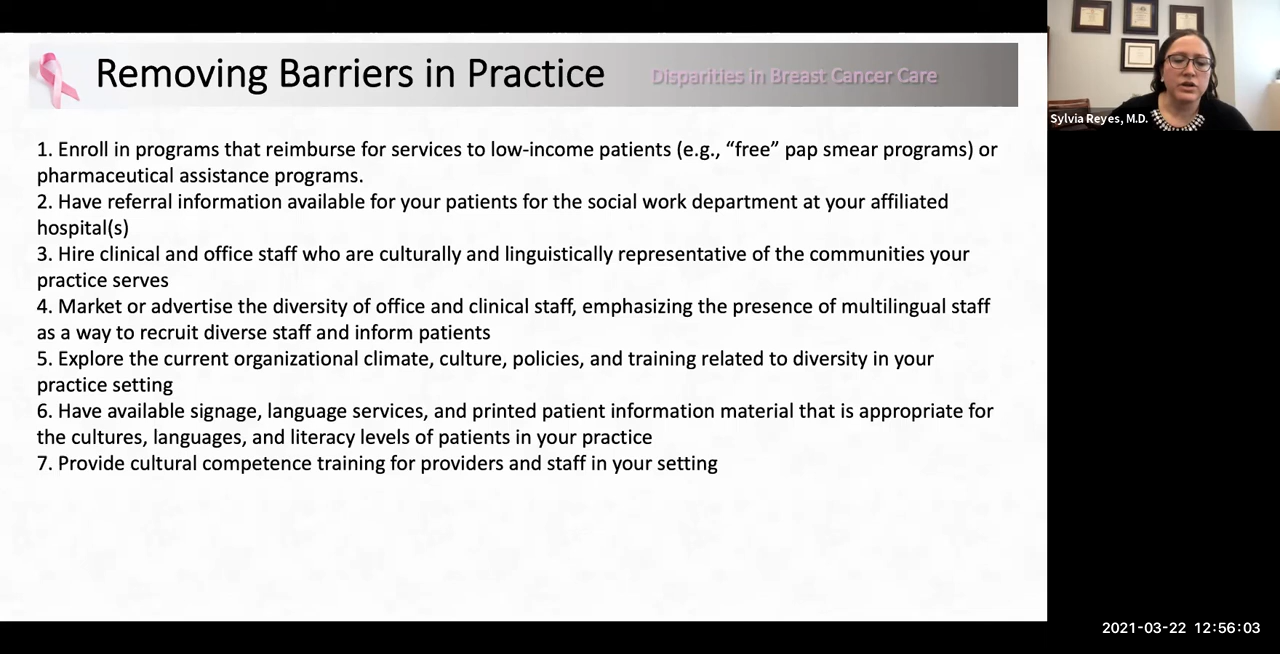 Removing Barriers in Practice
Disparities in Breast Cancer Care
1. Enroll in programs that reimburse for services to low-income patients (e.g., “free” pap smear programs) or
pharmaceutical assistance programs.
2. Have referral information available for your patients for the social work department at your affiliated
hospital(s)
3. Hire clinical and office staff who are culturally and linguistically representative of the communities your
practice serves
4. Market or advertise the diversity of office and clinical staff, emphasizing the presence of multilingual staff
as a way to recruit diverse staff and inform patients
5. Explore the current organizational climate, culture, policies, and training related to diversity in your
practice setting
6. Have available signage, language services, and printed patient information material that is appropriate for
the cultures, languages, and literacy levels of patients in your practice
7. Provide cultural competence training for providers and staff in your setting
Sylvia Reyes, M.D.
2021-03-22 12:56:03